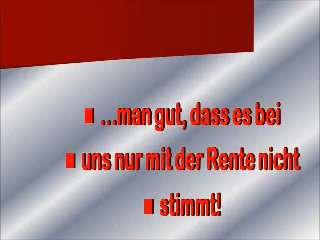 ▪ …man gut, dass es bei
▪ uns nur mit der Rente nicht
▪ stimmt!